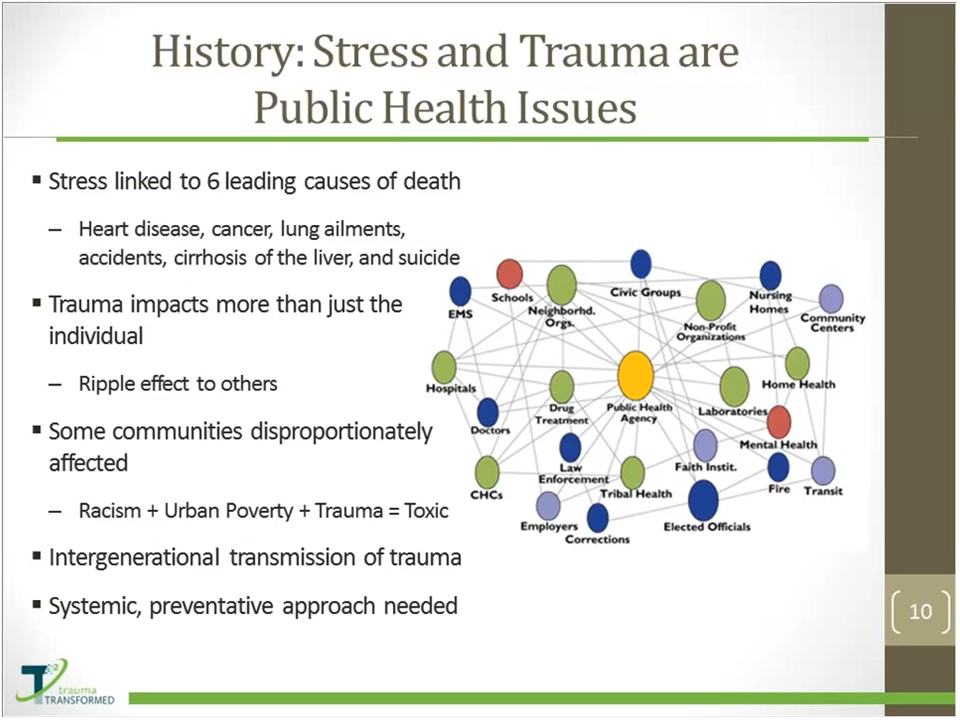 History: Stress and Trauma are
Public Health Issues
▪ Stress linked to 6 leading causes of death
– Heart disease, cancer, lung ailments,
accidents, cirrhosis of the liver, and suicide
▪ Trauma impacts more than just the
individual
– Ripple effect to others
▪ Some communities disproportionately
affected
– Racism + Urban Poverty + Trauma = Toxic
▪ Intergenerational transmission of trauma
▪ Systemic, preventative approach needed
Schools
EMS
Neighborhd.
Orgs.
Civic Groups
Non-Profit
Organizations
Nursing
Homes
Community
Centers
Hospitals
Doctors
Drug
Treatment
Public Health
Agency
Laboratories
Home Health
Mental Health
CHCs
Law
Enforcement
Tribal Health
Faith Instit.
Fire
Transit
Employers
Corrections
Elected Officials
10
T2
trauma
TRANSFORMED